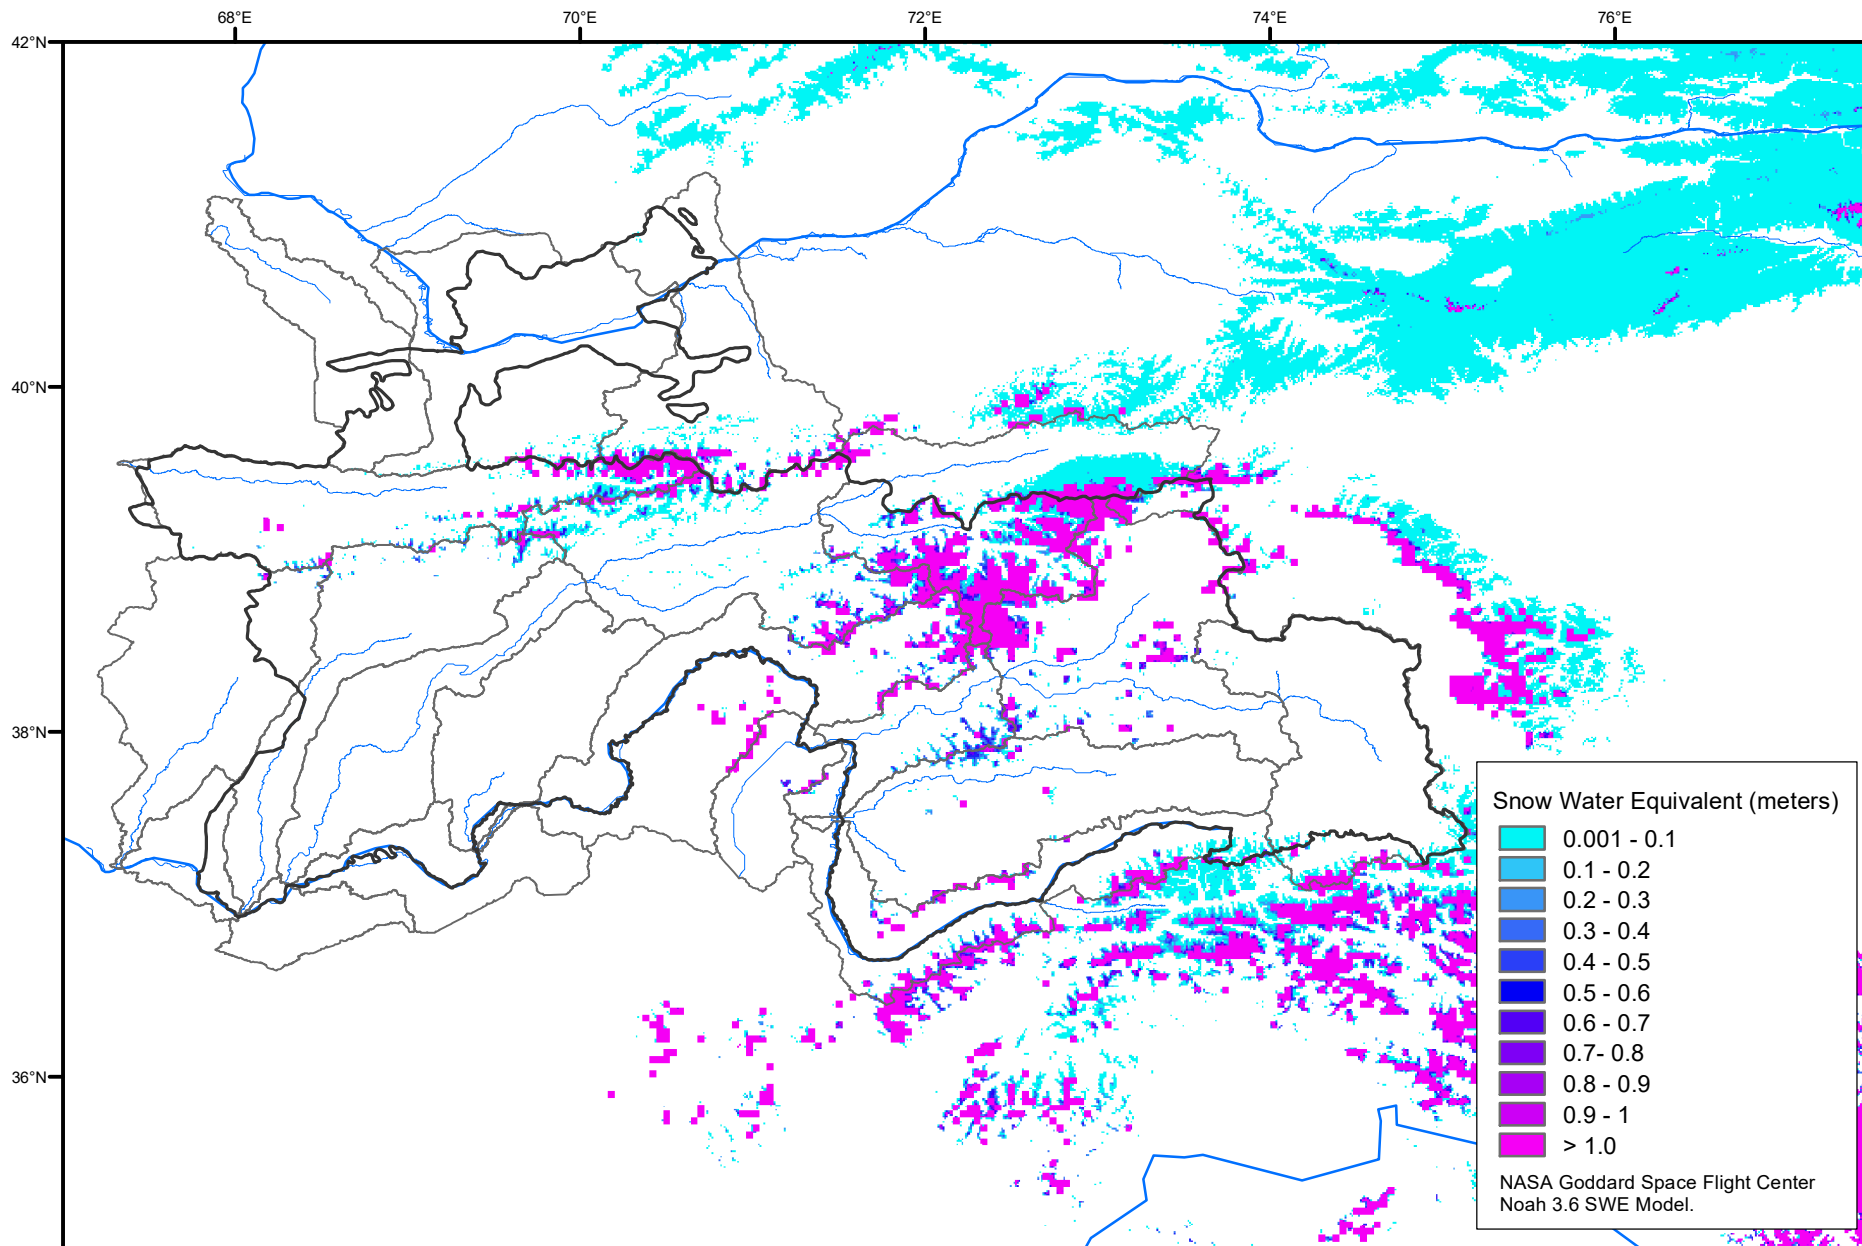 68°E 70°E 72°E 74°E 76°E
42°N
40°N
38°N
36°N
Snow Water Equivalent (meters)
0.001 - 0.1
0.1 - 0.2
0.2 - 0.3
0.3 - 0.4
0.4 - 0.5
0.5 - 0.6
0.6 - 0.7
0.7- 0.8
0.8 - 0.9
0.9 - 1
> 1.0
NASA Goddard Space Flight Center
Noah 3.6 SWE Model.